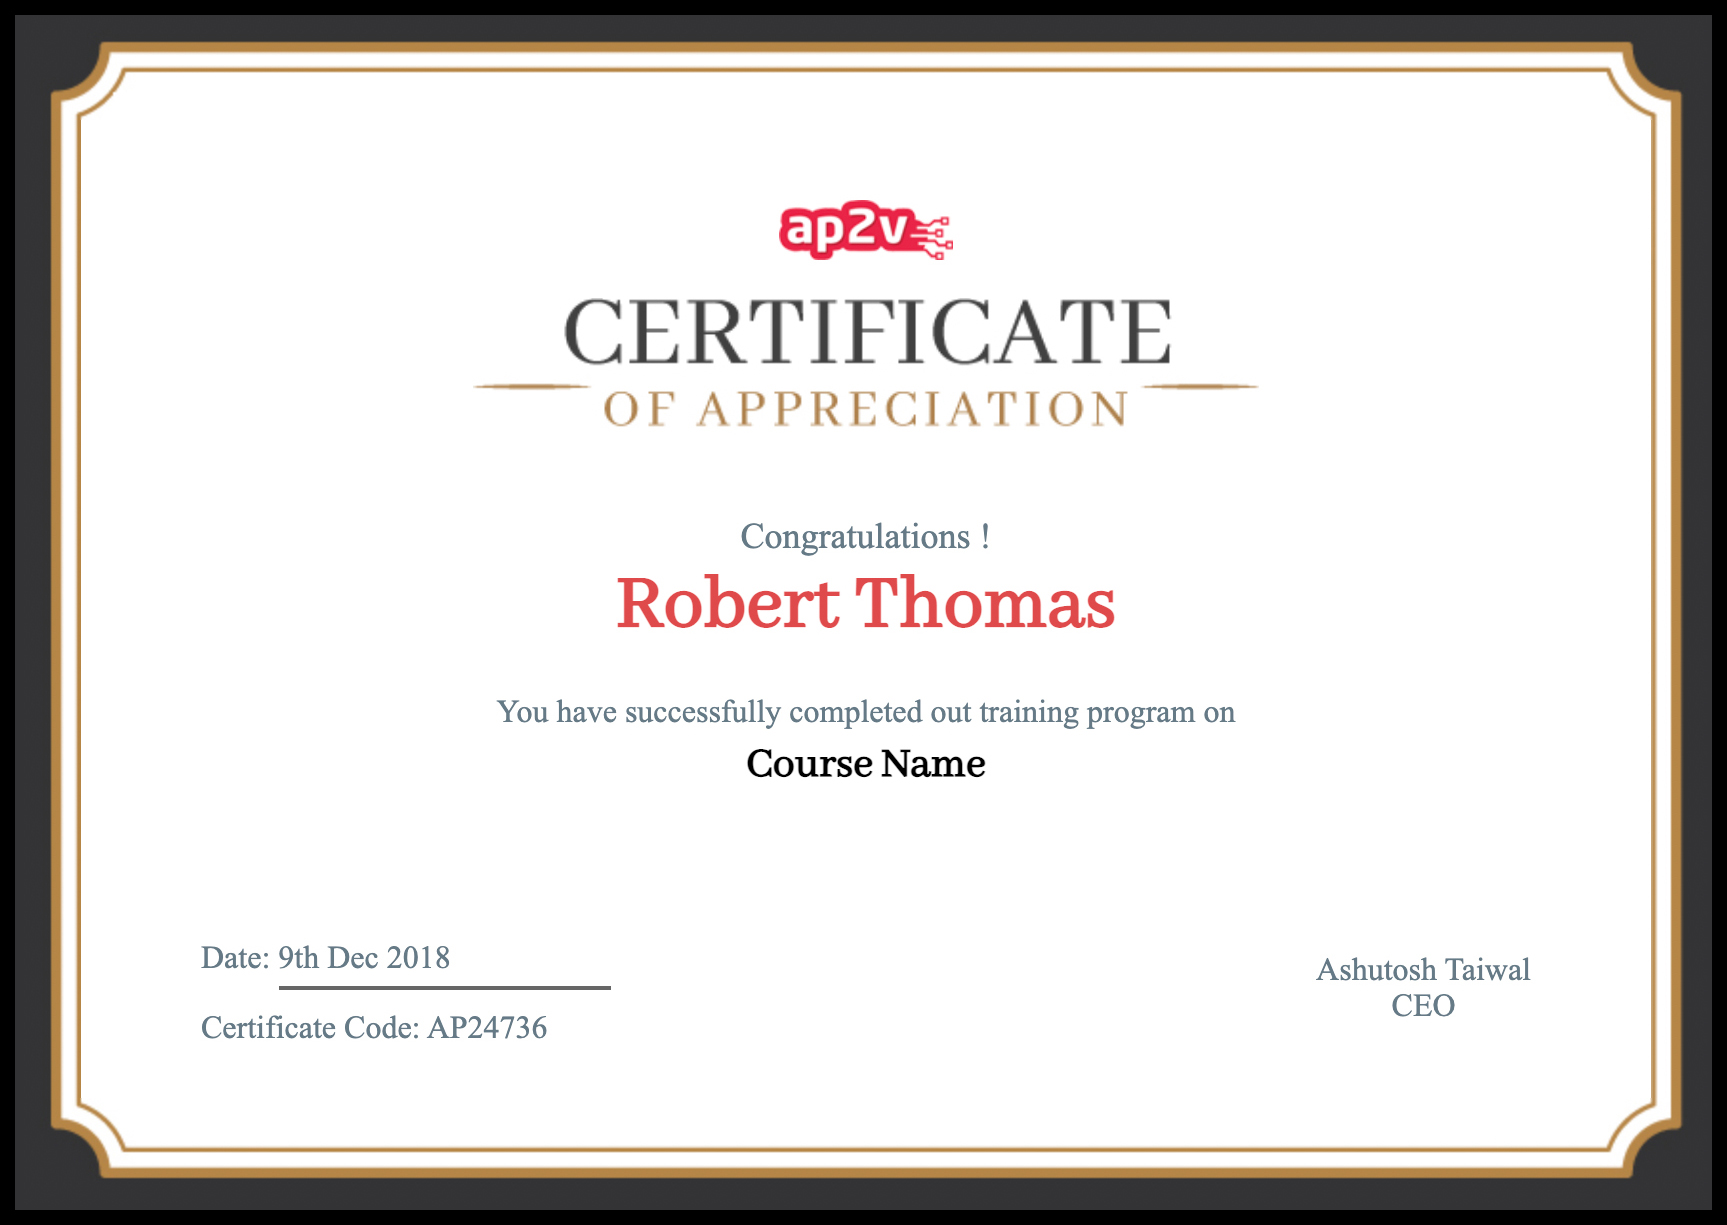 ap2v
CERTIFICATE
OF APPRECIATION
Congratulations !
Robert Thomas
You have successfully completed out training program on
Course Name
Date: 9th Dec 2018
Certificate Code: AP24736
Ashutosh Taiwal
CEO